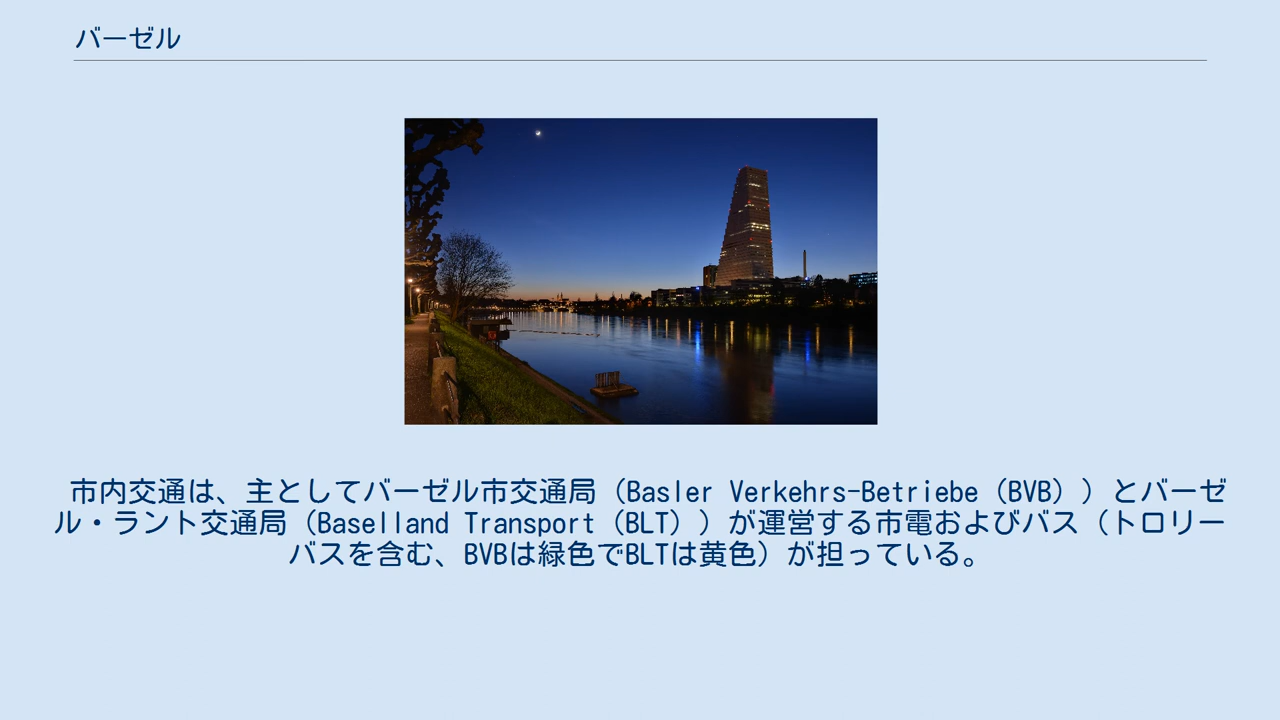 バーゼル
市内交通は、主としてバーゼル市交通局（Basler Verkehrs-Betriebe（BVB））とバーゼ
ル・ラント交通局（Baselland Transport（BLT））が運営する市電およびバス（トロリー
バスを含む、BVBは緑色でBLTは黄色）が担っている。